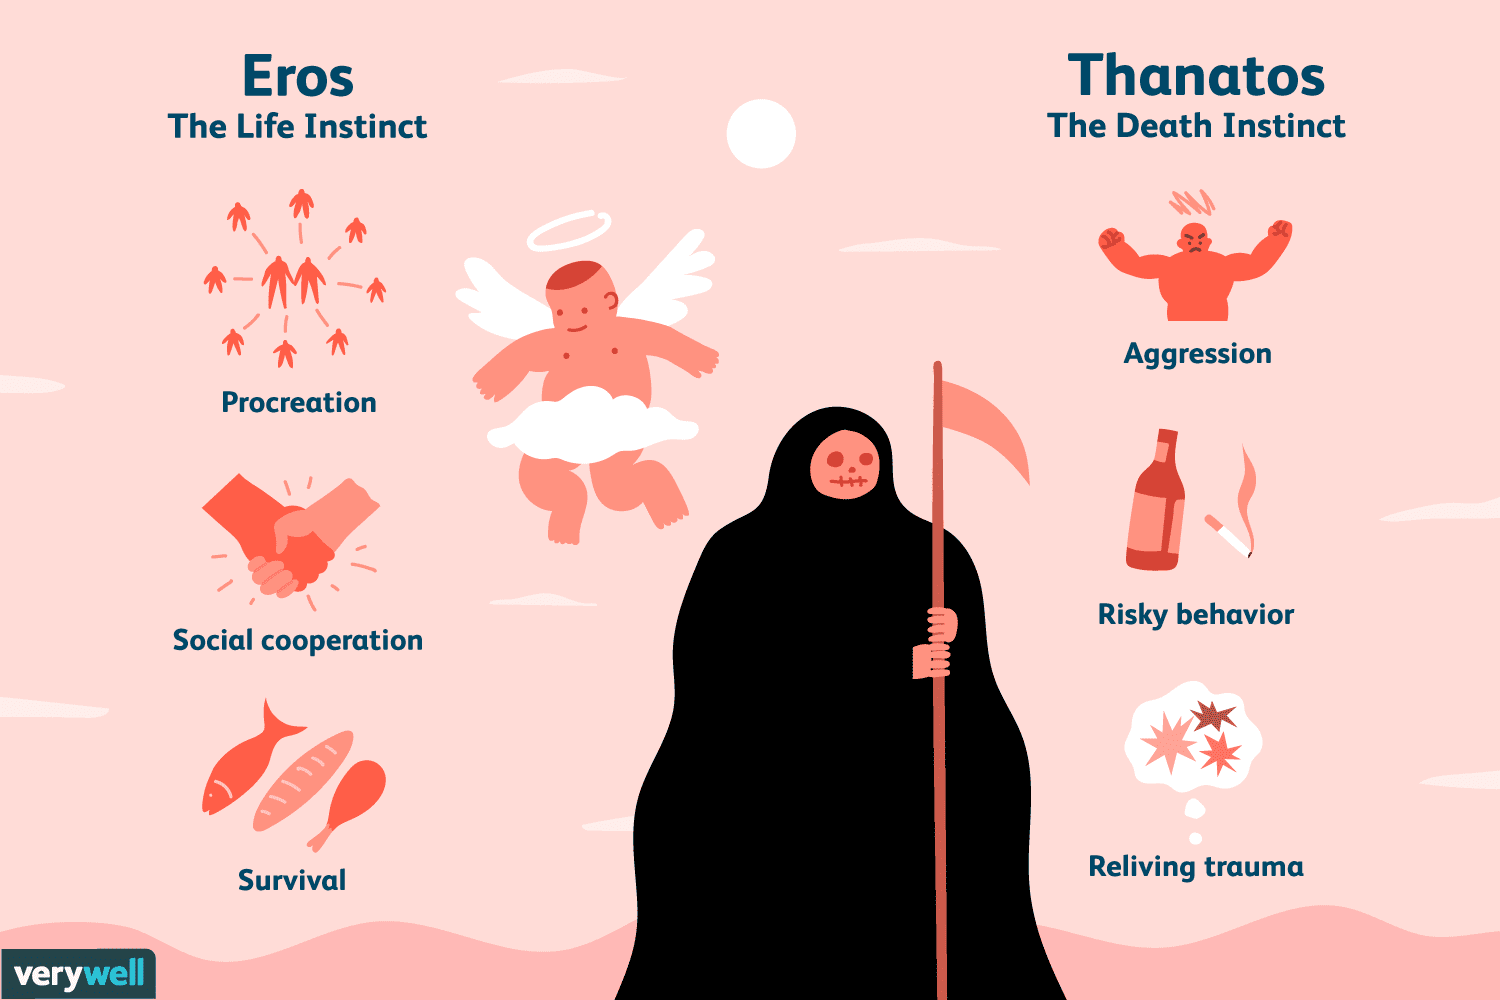 Eros
The Life Instinct
Procreation
Social cooperation
Survival
Thanatos
The Death Instinct
Aggression
Risky behavior
Reliving trauma
verywell